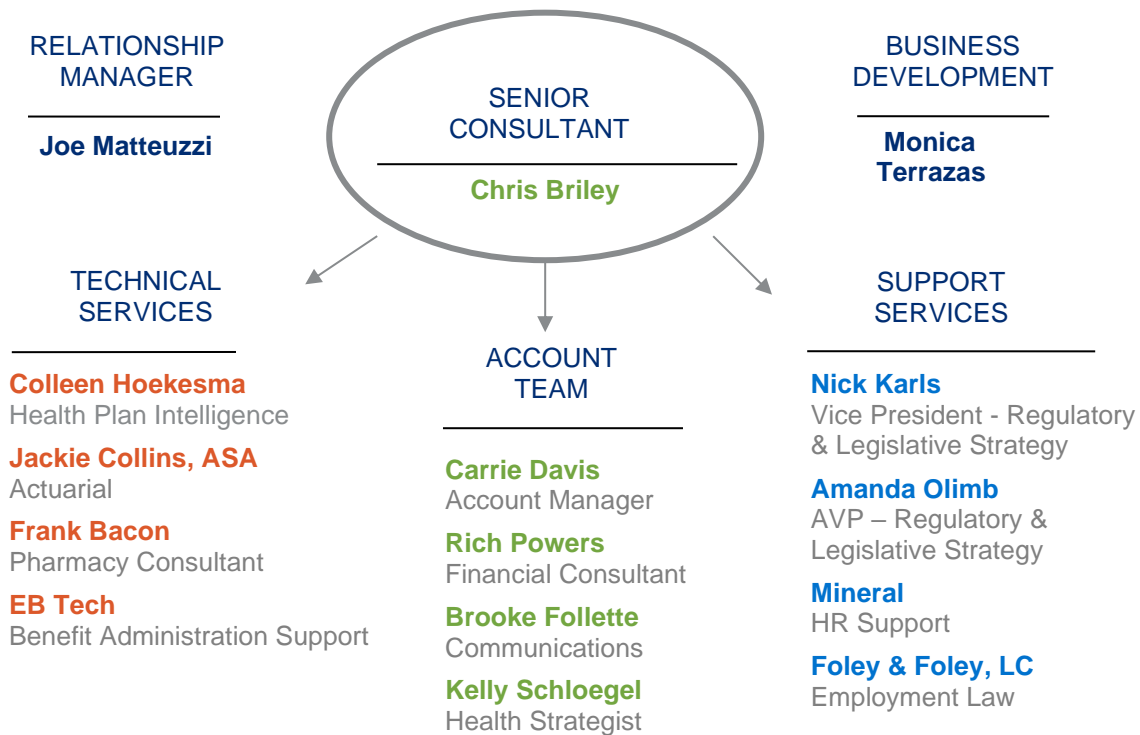 RELATIONSHIP
MANAGER
Joe Matteuzzi
SENIOR
CONSULTANT
Chris Briley
BUSINESS
DEVELOPMENT
Monica
Terrazas
TECHNICAL
SERVICES
Colleen Hoekesma
Health Plan Intelligence
Jackie Collins, ASA
Actuarial
Frank Bacon
Pharmacy Consultant
EB Tech
Benefit Administration Support
ACCOUNT
TEAM
Carrie Davis
Account Manager
Rich Powers
Financial Consultant
Brooke Follette
Communications
Kelly Schloegel
Health Strategist
SUPPORT
SERVICES
Nick Karls
Vice President - Regulatory
& Legislative Strategy
Amanda Olimb
AVP – Regulatory &
Legislative Strategy
Mineral
HR Support
Foley & Foley, LC
Employment Law